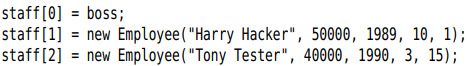 staff[0] = boss;
staff[1] = new Employee("Harry Hacker", 50000, 1989, 10, 1);
staff[2] = new Employee("Tony Tester", 40000, 1990, 3, 15);